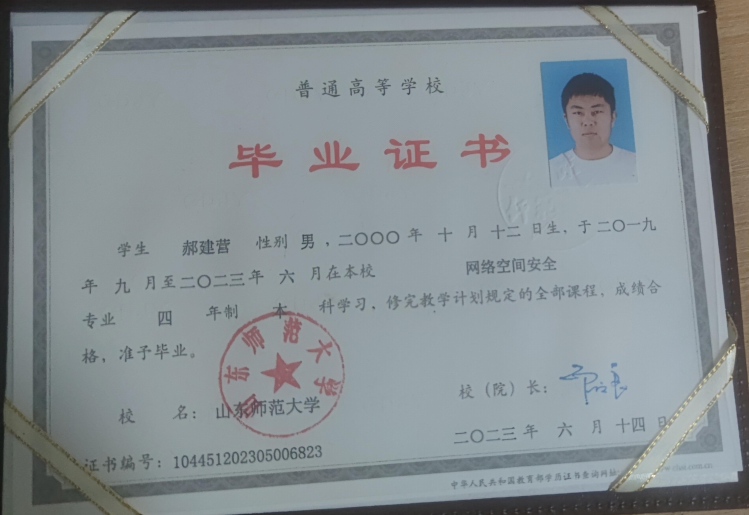 普通高等学校
毕业证书
学生 郝建营 性别 男，二〇〇〇年 十 月 十二 日生，于二〇一九
年 九 月至二〇二三年 六 月在本校 网络空间安全
专业 四 年制 本 科学习，修完教学计划规定的全部课程，成绩合
格，准予毕业。
山东师范大学
校 名： 山东师范大学
校（院）长：
二〇二三年 六 月 十四 日
证书编号：104451202305006823
中华人民共和国教育部学历证书查询网址